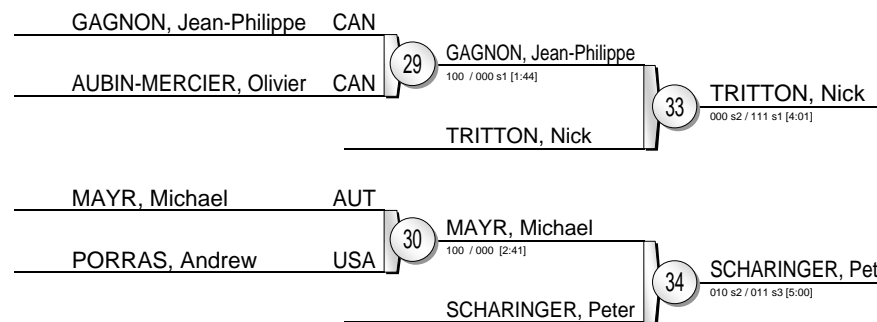 GAGNON, Jean-Philippe CAN
29
GAGNON, Jean-Philippe
100 / 000 s1 [1:44]
AUBIN-MERCIER, Olivier CAN
33
TRITTON, Nick
000 s2 / 111 s1 [4:01]
TRITTON, Nick
MAYR, Michael AUT
30
MAYR, Michael
100 / 000 [2:41]
PORRAS, Andrew USA
34
SCHARINGER, Pet
010 s2 / 011 s3 [5:00]
SCHARINGER, Peter